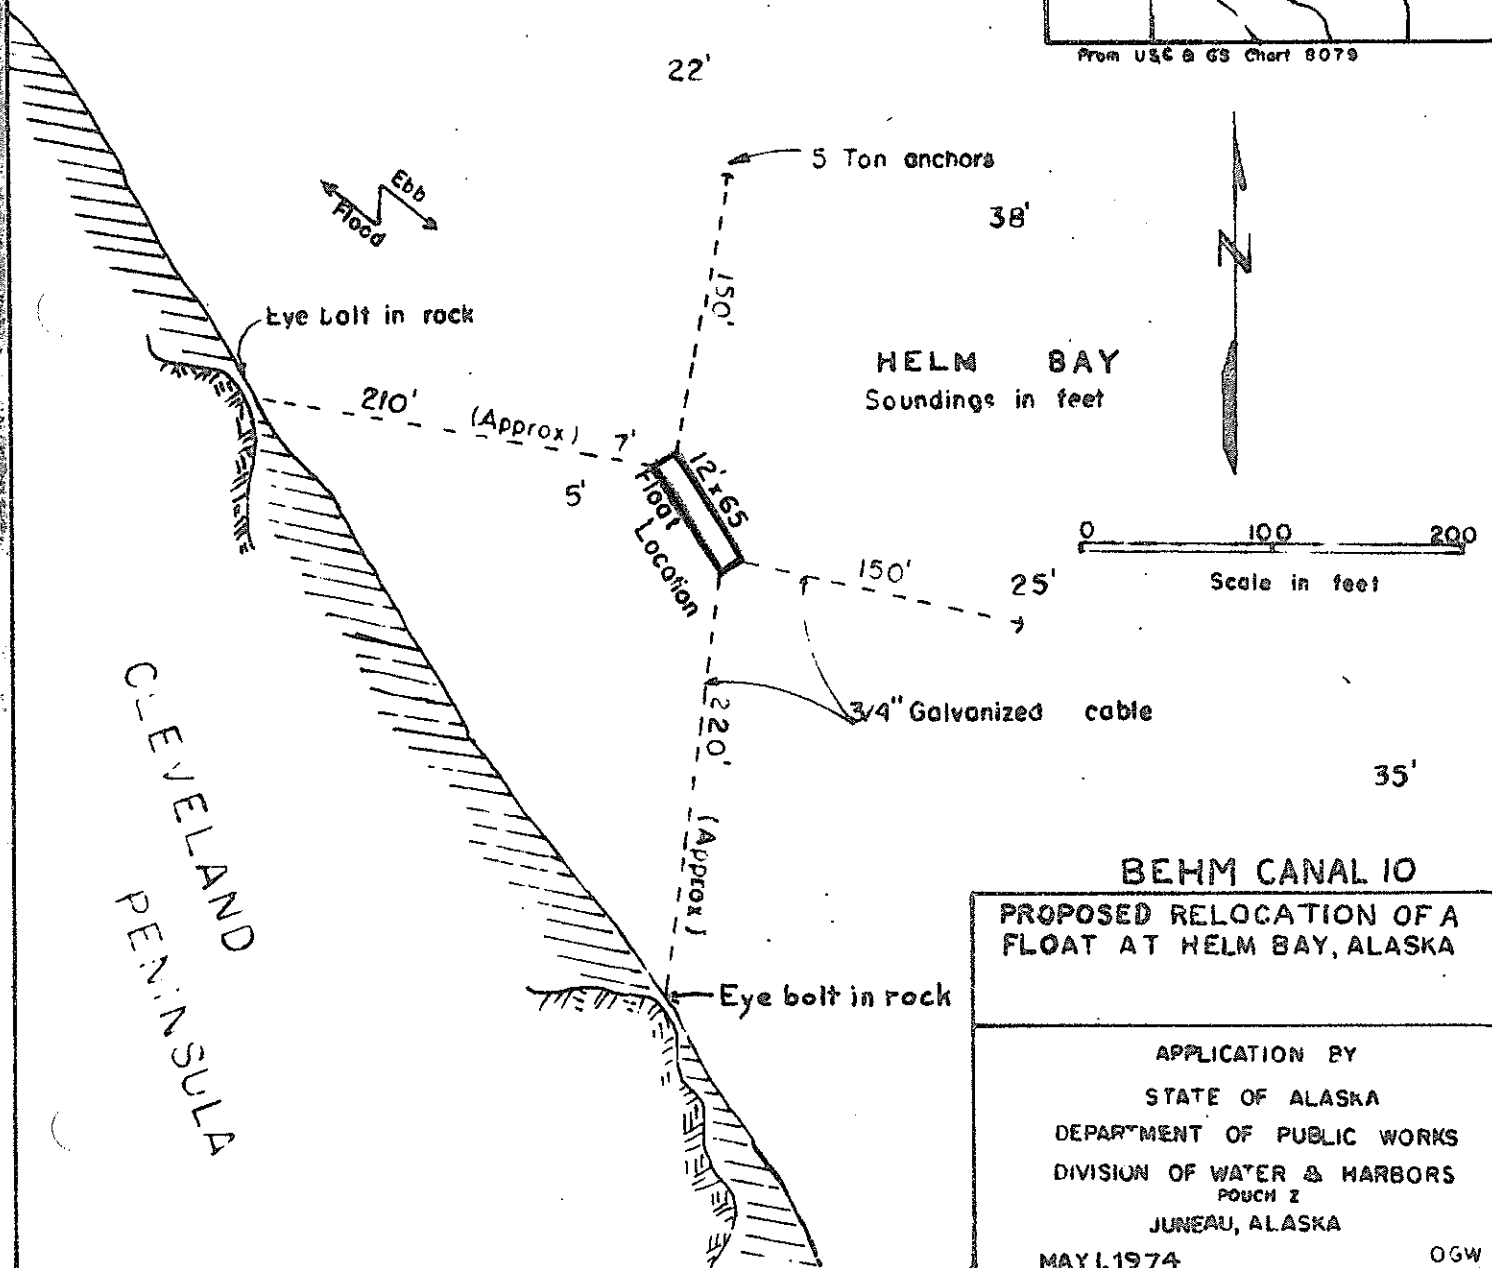 From USC & GS Chart 8079
22'
5 Ton anchors
38'
Ebb
Flood
150'
N
Eye bolt in rock
HELM BAY
Soundings in feet
210' (Approx)
7'
5'
12' x 65
Float
Location
0 100 200
Scale in feet
150'
25'
3/4" Galvanized cable
220' (Approx)
35'
CLEVELAND
PENINSULA
Eye bolt in rock
BEHM CANAL 10
PROPOSED RELOCATION OF A
FLOAT AT HELM BAY, ALASKA
APPLICATION BY
STATE OF ALASKA
DEPARTMENT OF PUBLIC WORKS
DIVISION OF WATER & HARBORS
POUCH Z
JUNEAU, ALASKA
MAY 1, 1974 OGW